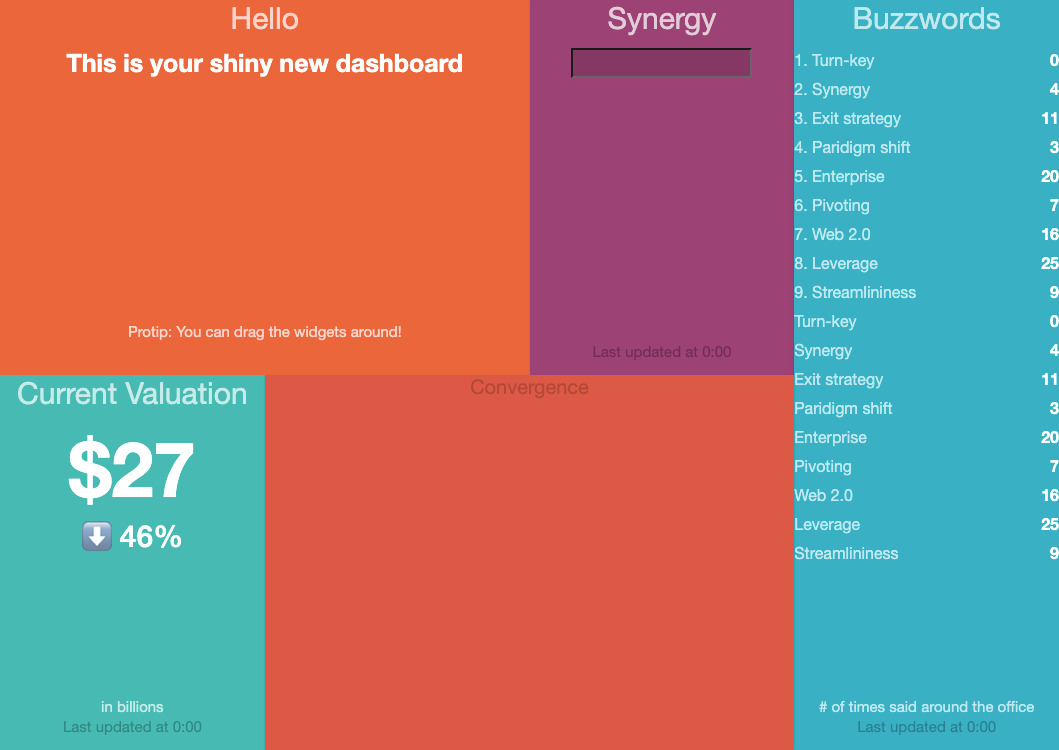 Hello
This is your shiny new dashboard
Protip: You can drag the widgets around!
Synergy
Last updated at 0:00
Buzzwords
1. Turn-key 0
2. Synergy 4
3. Exit strategy 11
4. Paridigm shift 3
5. Enterprise 20
6. Pivoting 7
7. Web 2.0 16
8. Leverage 25
9. Streamlininess 9
Turn-key 0
Synergy 4
Exit strategy 11
Paridigm shift 3
Enterprise 20
Pivoting 7
Web 2.0 16
Leverage 25
Streamlininess 9
# of times said around the office
Last updated at 0:00
Current Valuation
$27
⬇️ 46%
in billions
Last updated at 0:00
Convergence